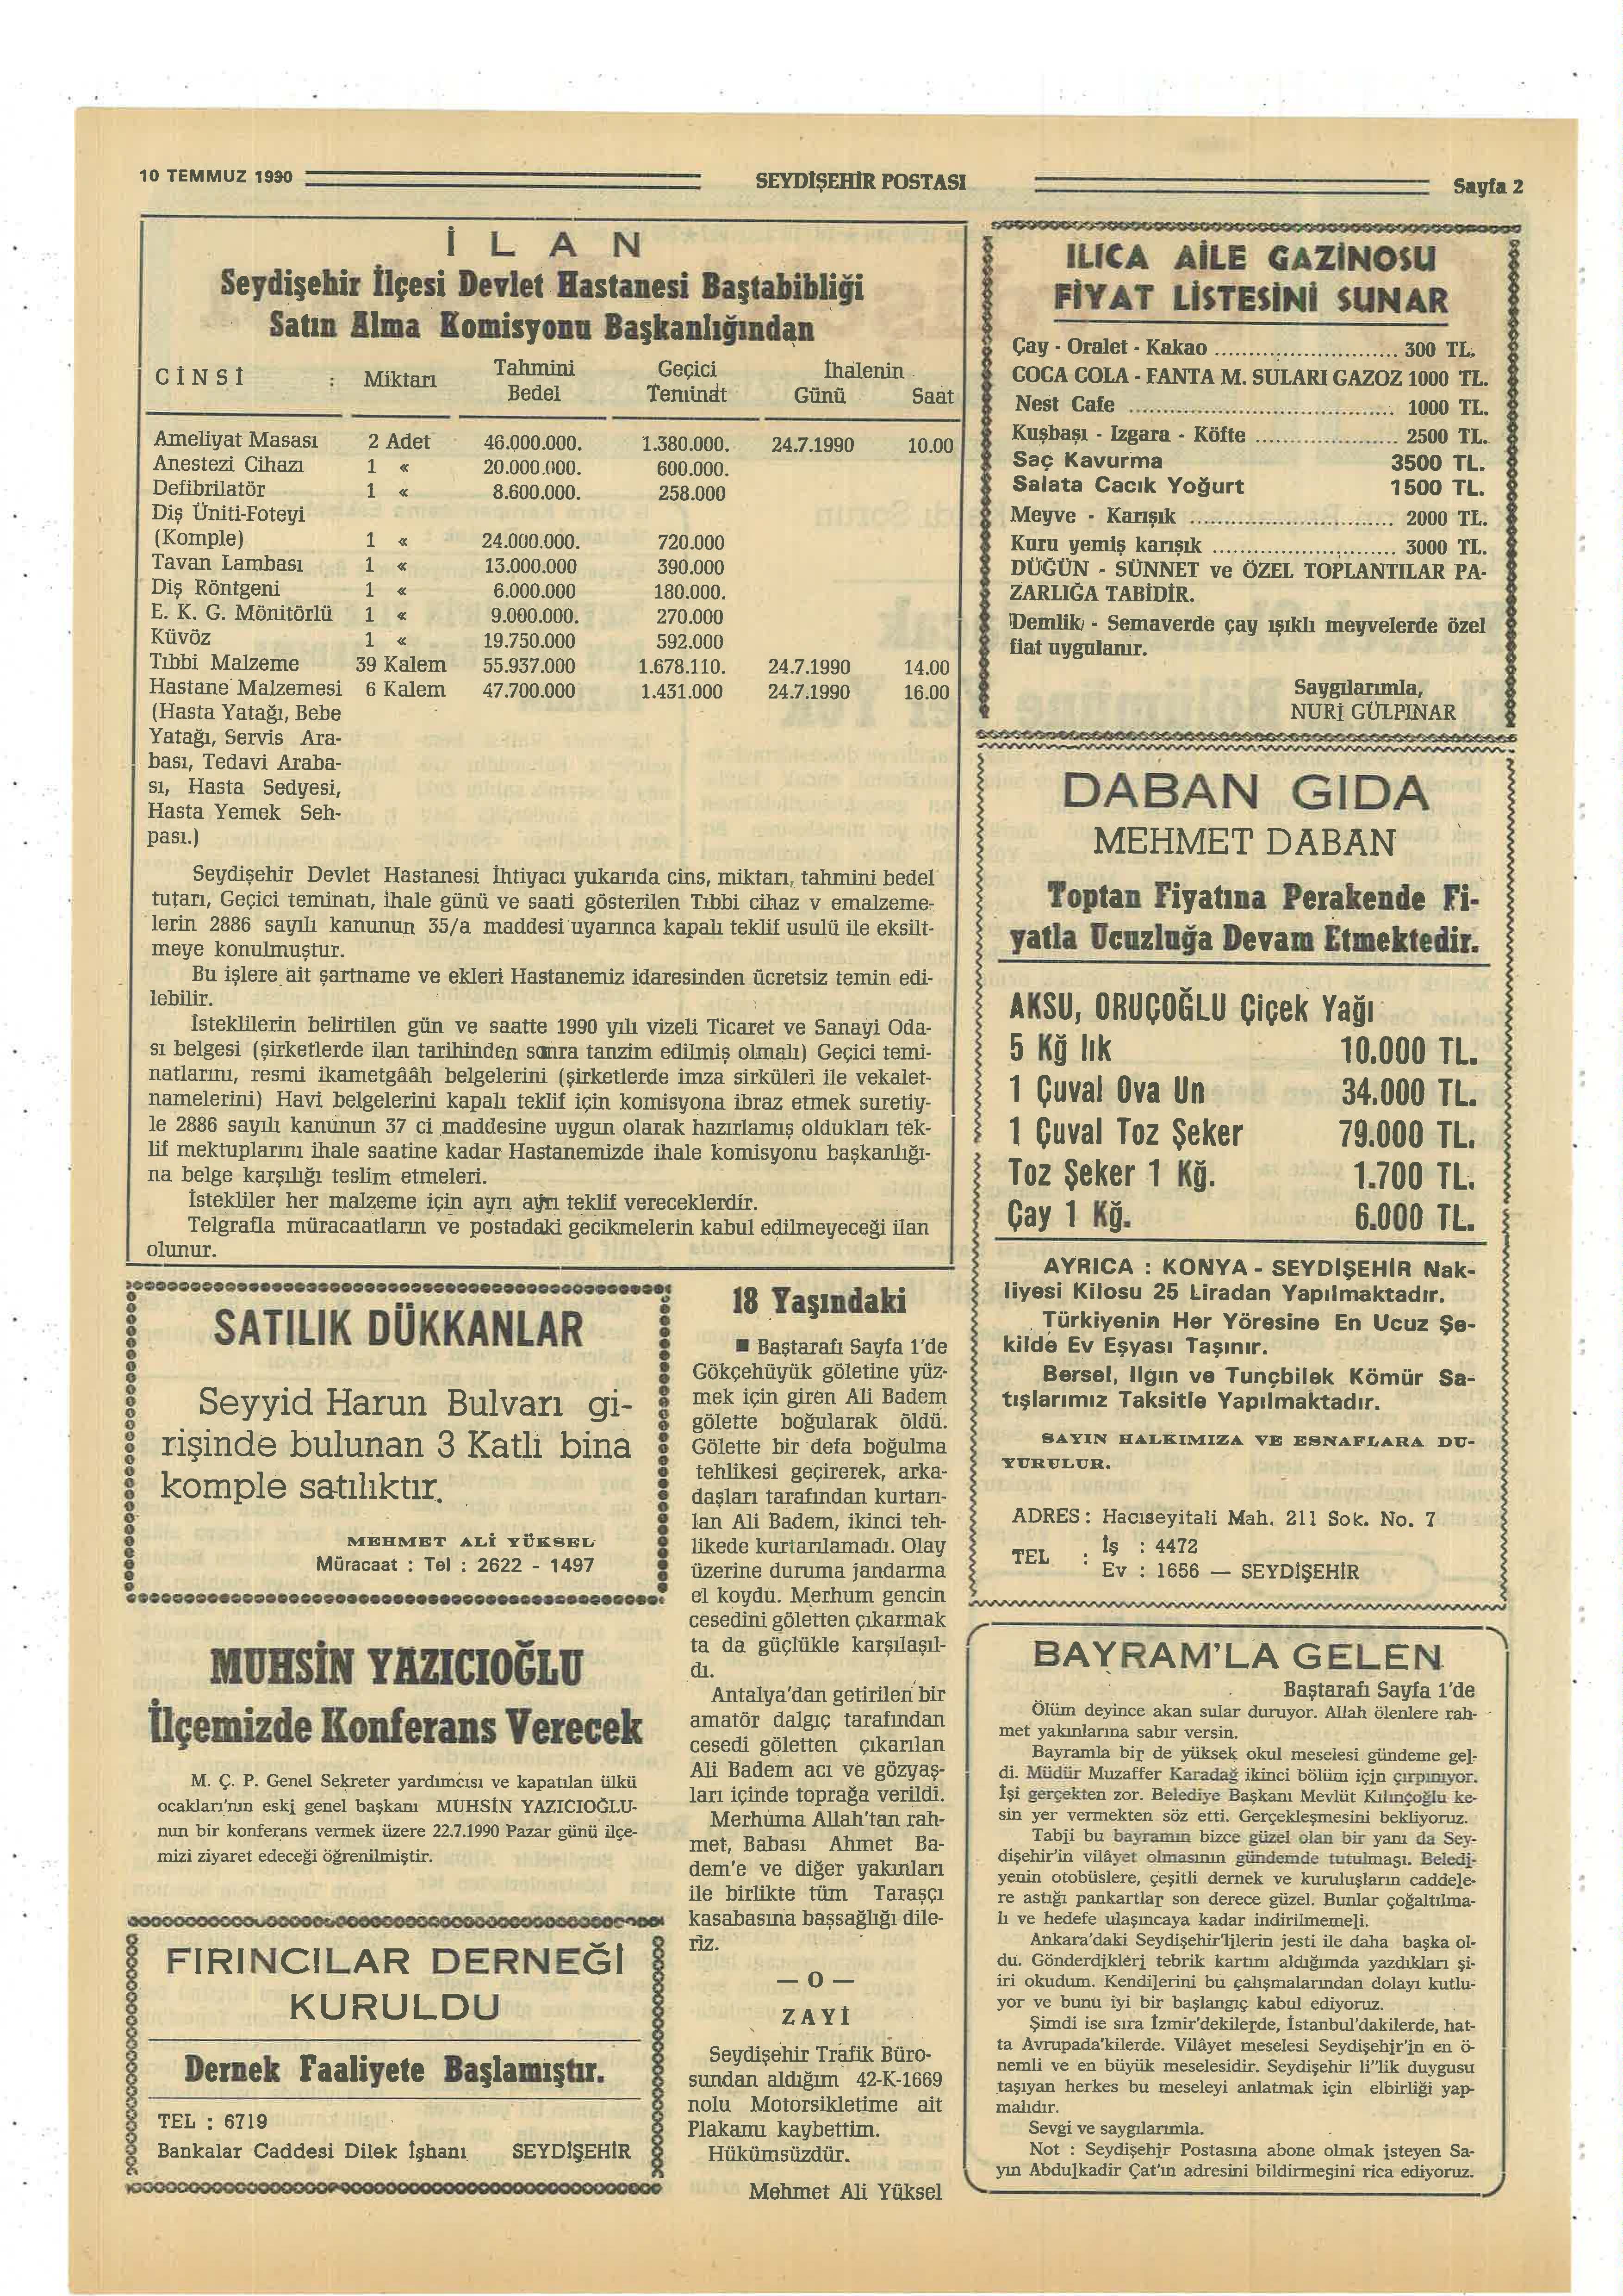 10 TEMMUZ 1990
SEYDİŞEHİR POSTASI
Sayfa 2
İ L A N
Seydişehir İlçesi Devlet Hastanesi Baştabibliği
Satın Alma Komisyonu Başkanlığından
CİNSİ : Miktarı Tahmini Bedel Geçici Temindt İhalenin Günü Saat
Ameliyat Masası 2 Adet 46.000.000. 1.380.000. 24.7.1990 10.00
Anestezi Cihazı 1 « 20.000.000. 600.000.
Defibrilatör 1 « 8.600.000. 258.000
Diş Üniti-Foteyi
(Komple) 1 « 24.000.000. 720.000
Tavan Lambası 1 « 13.000.000 390.000
Diş Röntgeni 1 « 6.000.000 180.000.
E. K. G. Mönitörlü 1 « 9.000.000. 270.000
Küvöz 1 « 19.750.000 592.000
Tıbbi Malzeme 39 Kalem 55.937.000 1.678.110. 24.7.1990 14.00
Hastane Malzemesi 6 Kalem 47.700.000 1.431.000 24.7.1990 16.00
(Hasta Yatağı, Bebe
Yatağı, Servis Ara-
bası, Tedavi Araba-
sı, Hasta Sedyesi,
Hasta Yemek Seh-
pası.)
Seydişehir Devlet Hastanesi İhtiyacı yukarıda cins, miktarı, tahmini bedel
tutarı, Geçici teminatı, ihale günü ve saati gösterilen Tıbbi cihaz v emalzeme-
lerin 2886 sayılı kanunun 35/a maddesi uyarınca kapalı teklif usulü ile eksilt-
meye konulmuştur.
Bu işlere ait şartname ve ekleri Hastanemiz idaresinden ücretsiz temin edi-
lebilir.
İsteklilerin belirtilen gün ve saatte 1990 yılı vizeli Ticaret ve Sanayi Oda-
sı belgesi (şirketlerde ilan tarihinden sonra tanzim edilmiş olmalı) Geçici temi-
natlarını, resmi ikametgââh belgelerini (şirketlerde imza sirküleri ile vekalet-
namelerini) Havi belgelerini kapalı teklif için komisyona ibraz etmek suretiy-
le 2886 sayılı kanunun 37 ci maddesine uygun olarak hazırlamış oldukları tek-
lif mektuplarını ihale saatine kadar Hastanemizde ihale komisyonu başkanlığı-
na belge karşılığı teslim etmeleri.
İstekliler her malzeme için ayrı ayrı teklif vereceklerdir.
Telgrafla müracaatların ve postadaki gecikmelerin kabul edilmeyeceği ilan
olunur.
SATILIK DÜKKANLAR
Seyyid Harun Bulvarı gi-
rişinde bulunan 3 Katlı bina
komple satılıktır.
MEHMET ALİ YÜKSEL
Müracaat : Tel : 2622 - 1497
MUHSİN YAZICIOĞLU
İlçemizde Konferans Verecek
M. Ç. P. Genel Sekreter yardımcısı ve kapatılan ülkü
ocakları'nın eski genel başkanı MUHSİN YAZICIOĞLU-
nun bir konferans vermek üzere 22.7.1990 Pazar günü ilçe-
mizi ziyaret edeceği öğrenilmiştir.
FIRINCILAR DERNEĞİ
KURULDU
Dernek Faaliyete Başlamıştır.
TEL : 6719
Bankalar Caddesi Dilek İşhanı SEYDİŞEHİR
18 Yaşındaki
■ Baştarafı Sayfa 1'de
Gökçehüyük göletine yüz-
mek için giren Ali Badem
gölette boğularak öldü.
Gölette bir defa boğulma
tehlikesi geçirerek, arka-
daşları tarafından kurtarı-
lan Ali Badem, ikinci teh-
likede kurtarılamadı. Olay
üzerine duruma jandarma
el koydu. Merhum gencin
cesedini göletten çıkarmak
ta da güçlükle karşılaşıl-
dı.
Antalya'dan getirilen bir
amatör dalgıç tarafından
cesedi göletten çıkarılan
Ali Badem acı ve gözyaş-
ları içinde toprağa verildi.
Merhuma Allah'tan rah-
met, Babası Ahmet Ba-
dem'e ve diğer yakınları
ile birlikte tüm Taraşçı
kasabasına başsağlığı dile-
riz.
— O —
ZAYİ
Seydişehir Trafik Büro-
sundan aldığım 42-K-1669
nolu Motorsikletime ait
Plakamı kaybettim.
Hükümsüzdür.
Mehmet Ali Yüksel
ILICA AİLE GAZİNOSU
FİYAT LİSTESİNİ SUNAR
Çay - Oralet - Kakao ............................ 300 TL.
COCA COLA - FANTA M. SULARI GAZOZ 1000 TL.
Nest Cafe ........................................ 1000 TL.
Kuşbaşı - Izgara - Köfte ..................... 2500 TL.
Saç Kavurma 3500 TL.
Salata Cacık Yoğurt 1500 TL.
Meyve - Karışık ............................... 2000 TL.
Kuru yemiş karışık ............................ 3000 TL.
DÜĞÜN - SÜNNET ve ÖZEL TOPLANTILAR PA-
ZARLIĞA TABİDİR.
Demlik - Semaverde çay ışıklı meyvelerde özel
fiat uygulanır.
Saygılarımla,
NURİ GÜLPINAR
DABAN GIDA
MEHMET DABAN
Toptan Fiyatına Perakende Fi-
yatla Ucuzluğa Devam Etmektedir.
AKSU, ORUÇOĞLU Çiçek Yağı
5 Kğ lık 10.000 TL.
1 Çuval Ova Un 34.000 TL.
1 Çuval Toz Şeker 79.000 TL.
Toz Şeker 1 Kğ. 1.700 TL.
Çay 1 Kğ. 6.000 TL.
AYRICA : KONYA - SEYDİŞEHİR Nak-
liyesi Kilosu 25 Liradan Yapılmaktadır.
Türkiyenin Her Yöresine En Ucuz Şe-
kilde Ev Eşyası Taşınır.
Bersel, Ilgın ve Tunçbilek Kömür Sa-
tışlarımız Taksitle Yapılmaktadır.
SAYIN HALKIMIZA VE ESNAFLARA DU-
YURULUR.
ADRES : Hacıseyitali Mah. 211 Sok. No. 7
TEL : İş : 4472
Ev : 1656 — SEYDİŞEHİR
BAYRAM'LA GELEN
Baştarafı Sayfa 1'de
Ölüm deyince akan sular duruyor. Allah ölenlere rah-
met yakınlarına sabır versin.
Bayramla bir de yüksek okul meselesi gündeme gel-
di. Müdür Muzaffer Karadağ ikinci bölüm için çırpınıyor.
İşi gerçekten zor. Belediye Başkanı Mevlüt Kılınçoğlu ke-
sin yer vermekten söz etti. Gerçekleşmesini bekliyoruz.
Tabii bu bayramın bizce güzel olan bir yanı da Sey-
dişehir'in vilâyet olmasının gündemde tutulması. Beledi-
yenin otobüslere, çeşitli dernek ve kuruluşların caddele-
re astığı pankartlar son derece güzel. Bunlar çoğaltılma-
lı ve hedefe ulaşıncaya kadar indirilmemeli.
Ankara'daki Seydişehir'lilerin jesti ile daha başka ol-
du. Gönderdikleri tebrik kartını aldığımda yazdıkları şi-
iri okudum. Kendilerini bu çalışmalarından dolayı kutlu-
yor ve bunu iyi bir başlangıç kabul ediyoruz.
Şimdi ise sıra İzmir'dekilerde, İstanbul'dakilerde, hat-
ta Avrupada'kilerde. Vilâyet meselesi Seydişehir'in en ö-
nemli ve en büyük meselesidir. Seydişehir li"lik duygusu
taşıyan herkes bu meseleyi anlatmak için elbirliği yap-
malıdır.
Sevgi ve saygılarımla.
Not : Seydişehir Postasına abone olmak isteyen Sa-
yın Abdulkadir Çat'ın adresini bildirmesini rica ediyoruz.